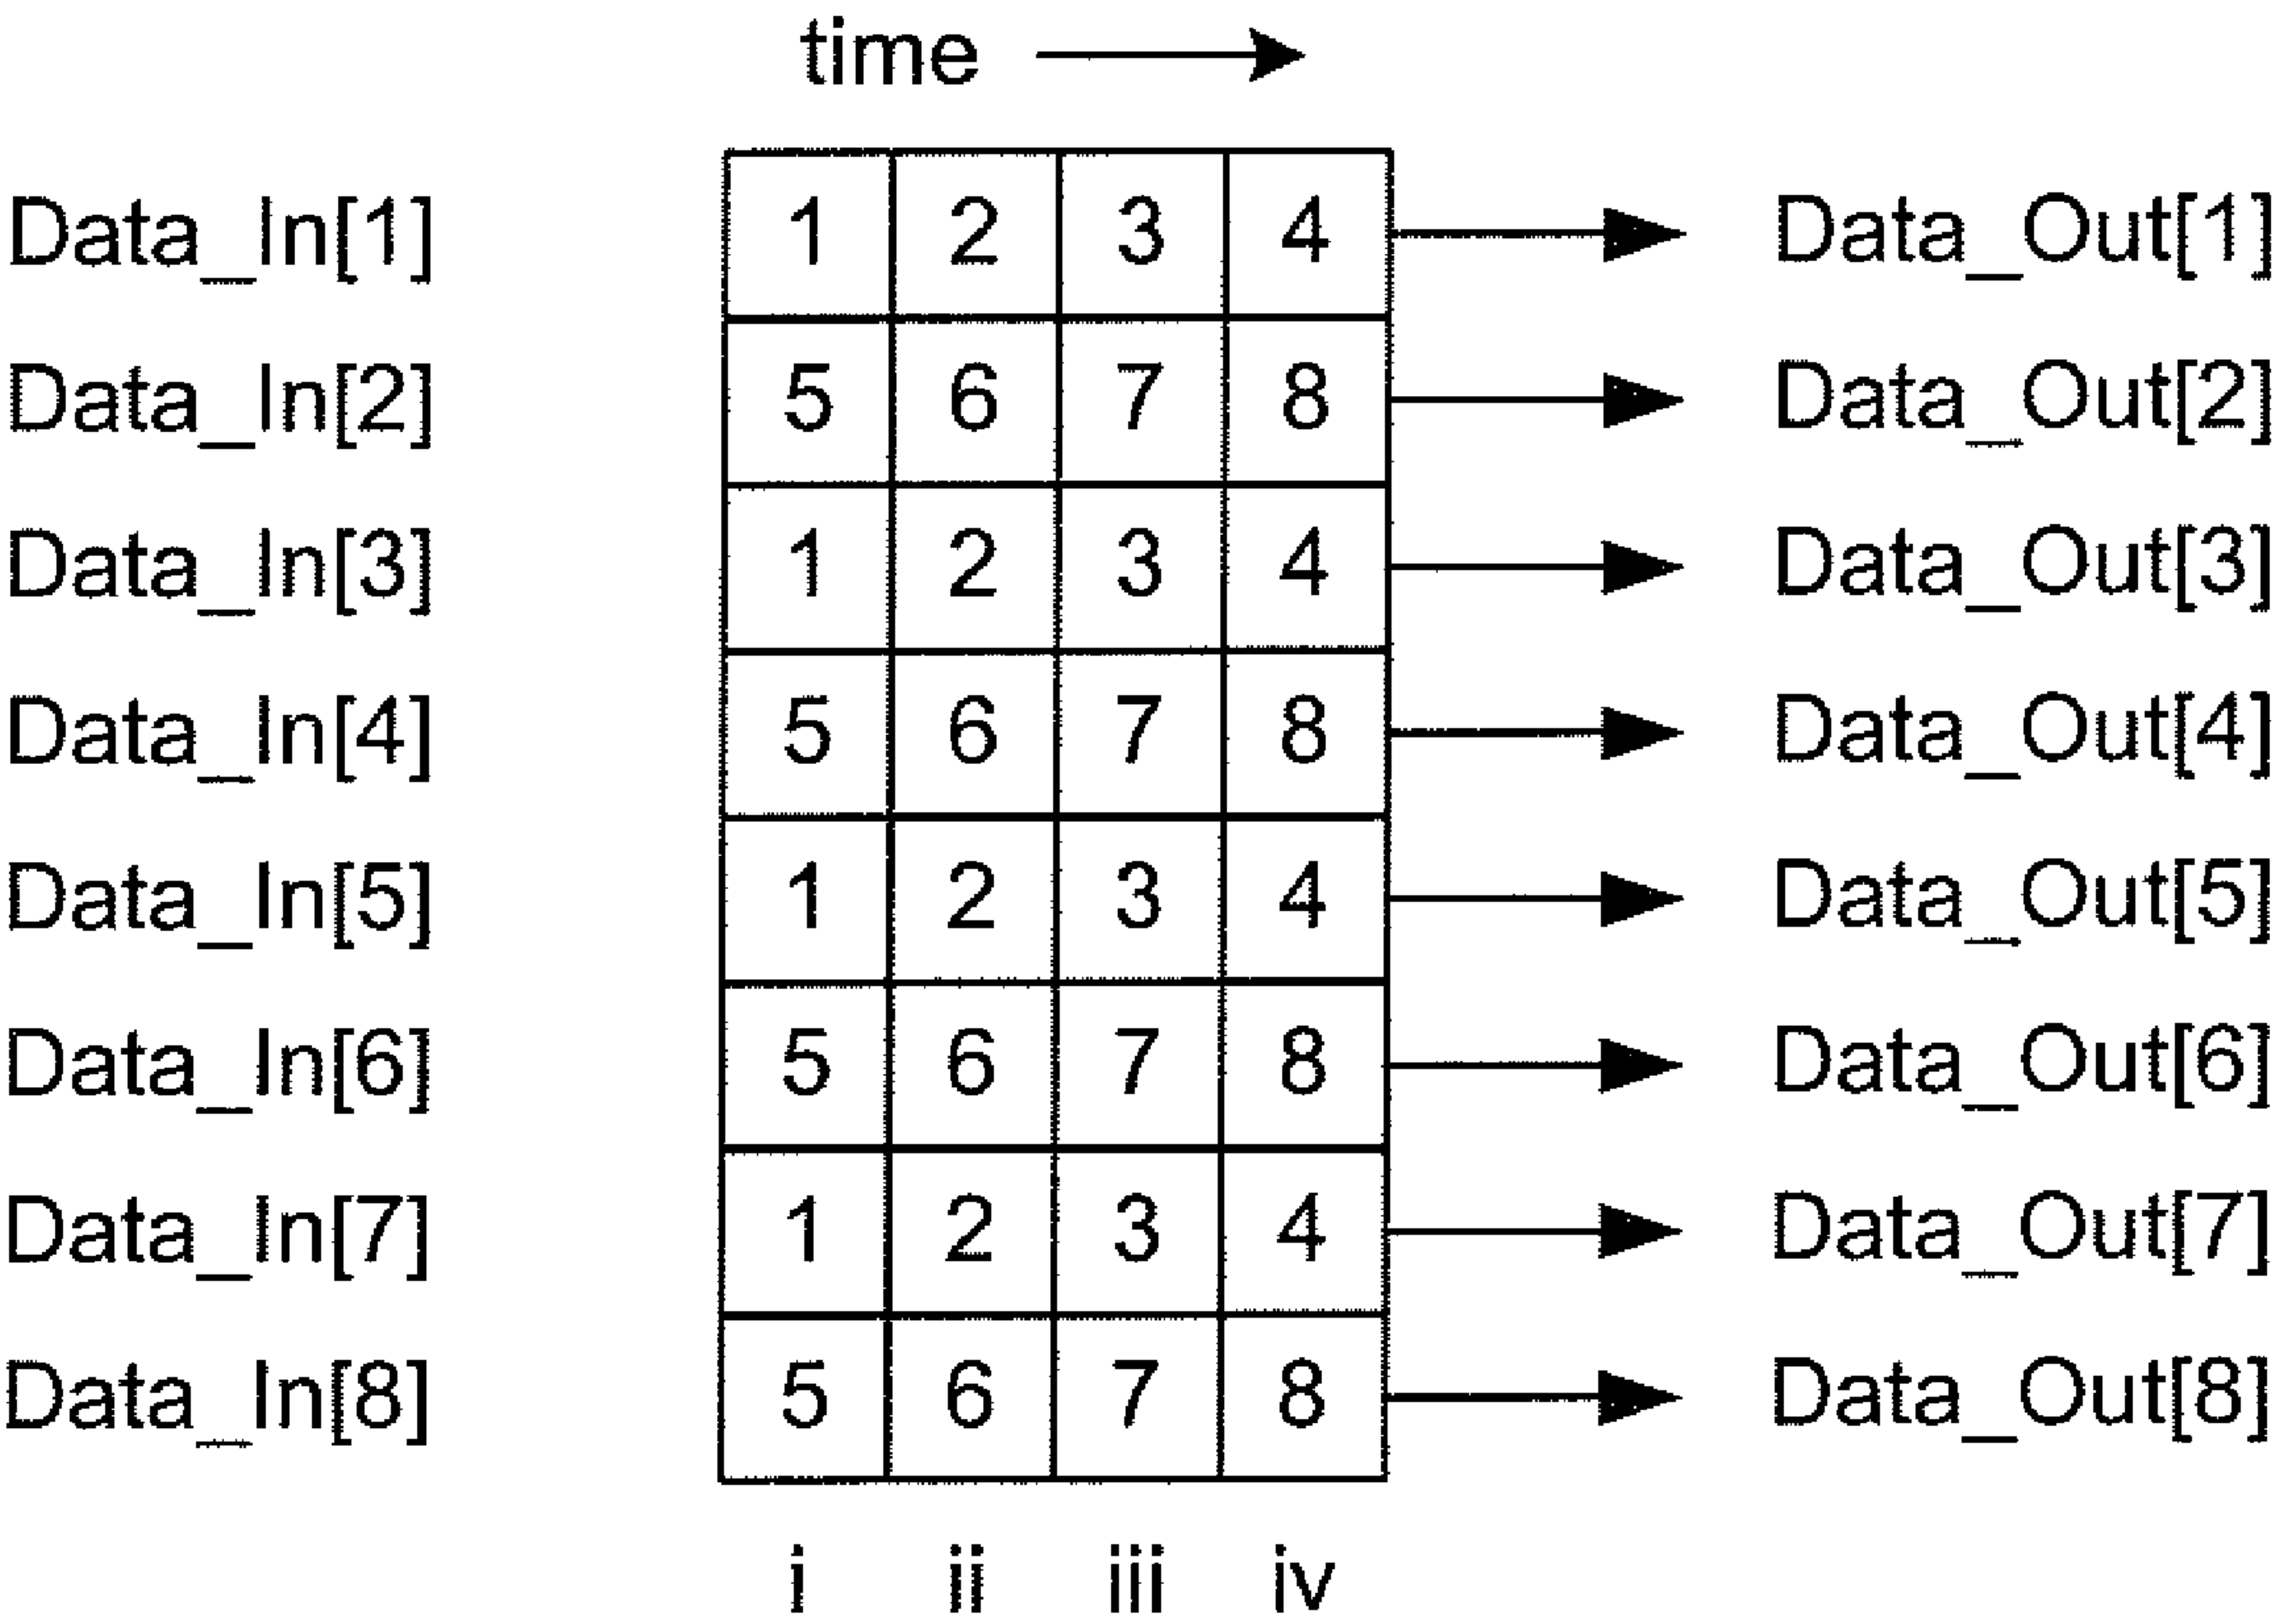 time
Data_In[1] 1 2 3 4 Data_Out[1]
Data_In[2] 5 6 7 8 Data_Out[2]
Data_In[3] 1 2 3 4 Data_Out[3]
Data_In[4] 5 6 7 8 Data_Out[4]
Data_In[5] 1 2 3 4 Data_Out[5]
Data_In[6] 5 6 7 8 Data_Out[6]
Data_In[7] 1 2 3 4 Data_Out[7]
Data_In[8] 5 6 7 8 Data_Out[8]
i ii iii iv